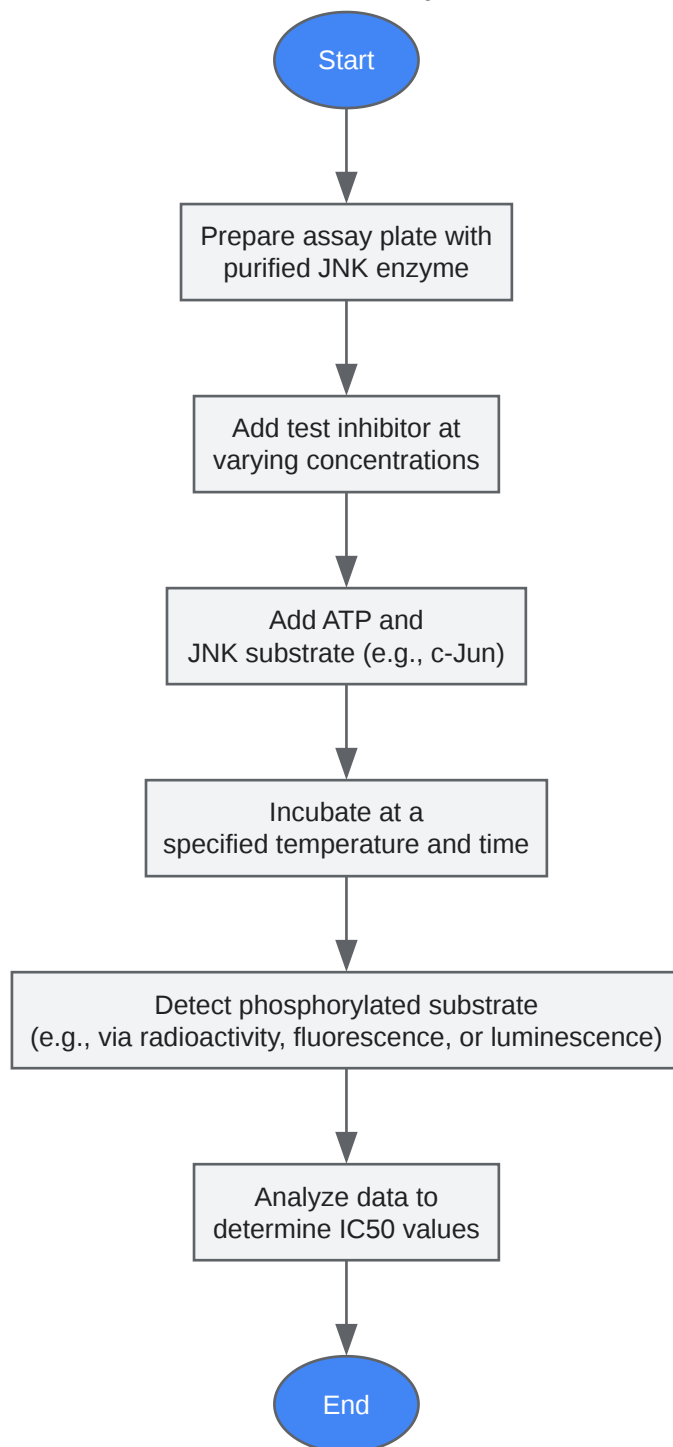 Start
Prepare assay plate with
purified JNK enzyme
Add test inhibitor at
varying concentrations
Add ATP and
JNK substrate (e.g., c-Jun)
Incubate at a
specified temperature and time
Detect phosphorylated substrate
(e.g., via radioactivity, fluorescence, or luminescence)
Analyze data to
determine IC50 values
End